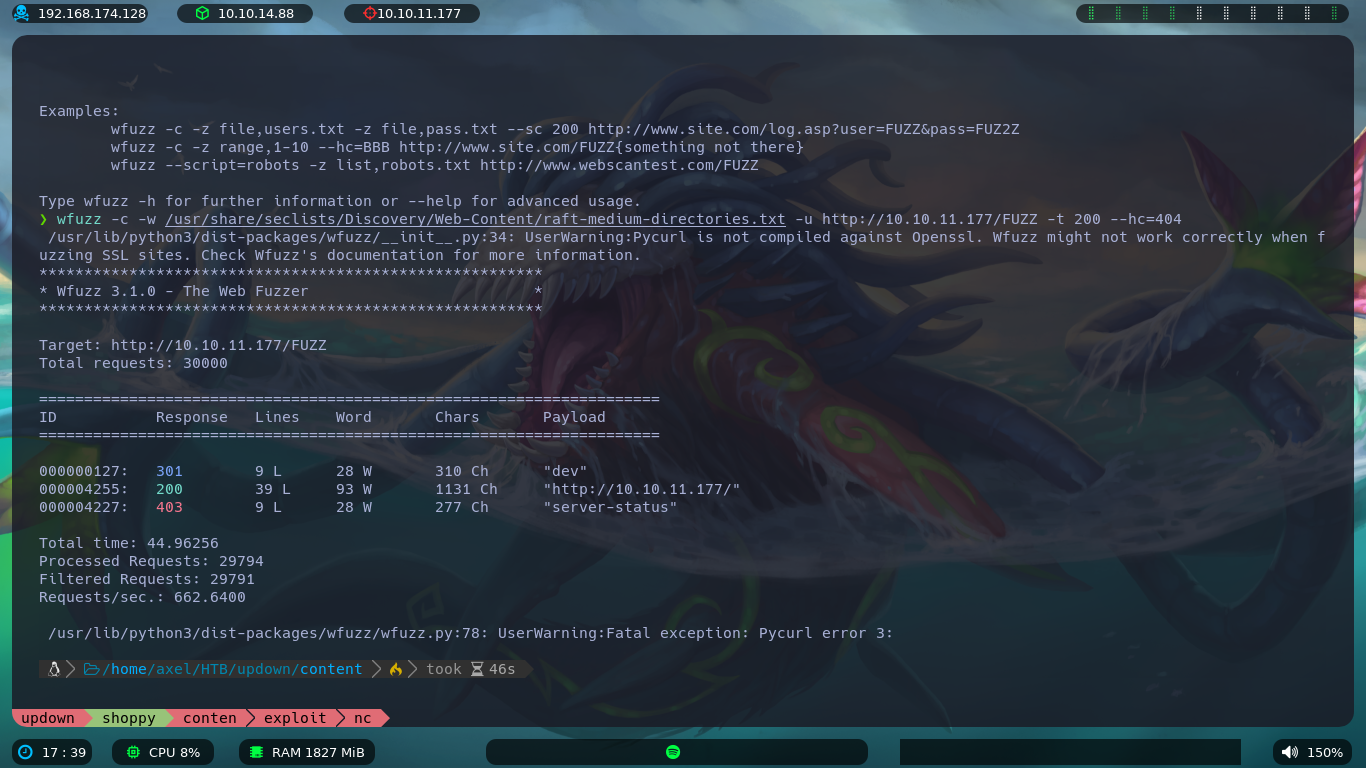 192.168.174.128 10.10.14.88 10.10.11.177
Examples:
wfuzz -c -z file,users.txt -z file,pass.txt --sc 200 http://www.site.com/log.asp?user=FUZZ&pass=FUZ2Z
wfuzz -c -z range,1-10 --hc=BBB http://www.site.com/FUZZ{something not there}
wfuzz --script=robots -z list,robots.txt http://www.webscantest.com/FUZZ
Type wfuzz -h for further information or --help for advanced usage.
❯ wfuzz -c -w /usr/share/seclists/Discovery/Web-Content/raft-medium-directories.txt -u http://10.10.11.177/FUZZ -t 200 --hc=404
/usr/lib/python3/dist-packages/wfuzz/__init__.py:34: UserWarning:Pycurl is not compiled against Openssl. Wfuzz might not work correctly when f
uzzing SSL sites. Check Wfuzz's documentation for more information.
********************************************************
* Wfuzz 3.1.0 - The Web Fuzzer                         *
********************************************************
Target: http://10.10.11.177/FUZZ
Total requests: 30000
=====================================================================
ID           Response   Lines    Word       Chars       Payload
=====================================================================
000000127:   301        9 L      28 W       310 Ch      "dev"
000004255:   200        39 L     93 W       1131 Ch     "http://10.10.11.177/"
000004227:   403        9 L      28 W       277 Ch      "server-status"
Total time: 44.96256
Processed Requests: 29794
Filtered Requests: 29791
Requests/sec.: 662.6400
/usr/lib/python3/dist-packages/wfuzz/wfuzz.py:78: UserWarning:Fatal exception: Pycurl error 3:
/home/axel/HTB/updown/content took 46s
updown shoppy conten exploit nc
17 : 39 CPU 8% RAM 1827 MiB 150%